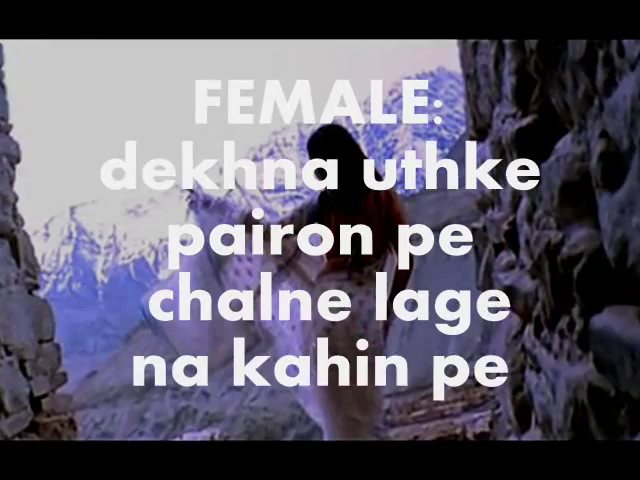 FEMALE:
dekhna uthke
pairon pe
chalne lage
na kahin pe